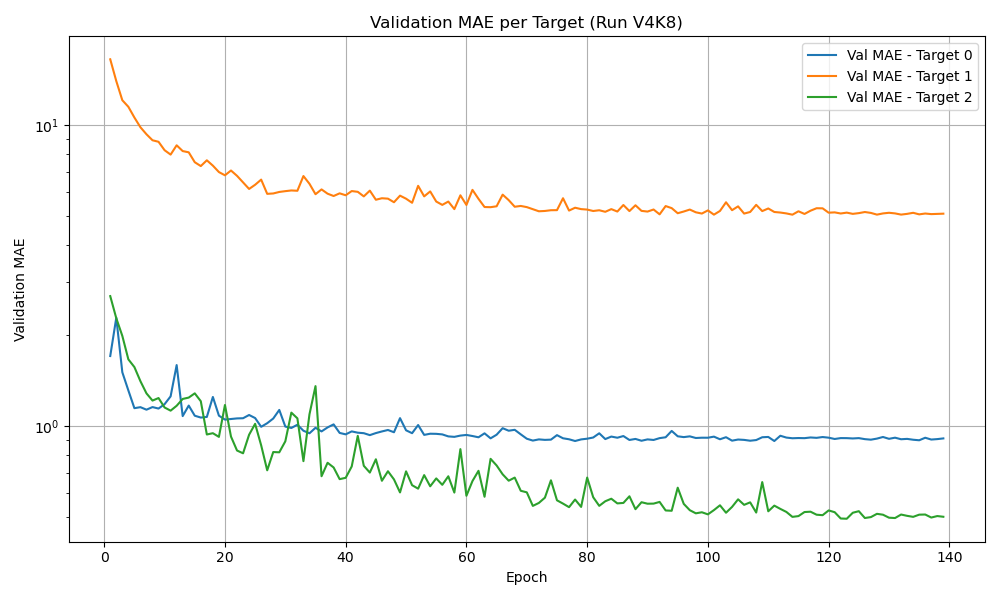 Validation MAE per Target (Run V4K8)
Val MAE - Target 0
Val MAE - Target 1
Val MAE - Target 2
10¹
10⁰
Validation MAE
0 20 40 60 80 100 120 140
Epoch